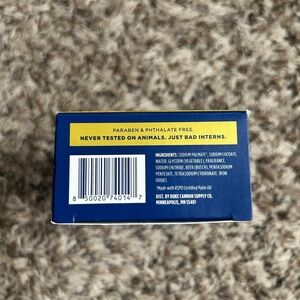 PARABEN & PHTHALATE FREE.
NEVER TESTED ON ANIMALS. JUST BAD INTERNS.
INGREDIENTS: SODIUM PALMATE*, SODIUM COCOATE,
WATER, GLYCERIN (VEGETABLE), FRAGRANCE,
SODIUM CHLORIDE, BEER (BUSCH), PENTASODIUM
PENTETATE, TETRASODIUM ETIDRONATE, IRON
OXIDES
*Made with RSPO Certified Palm Oil
DIST. BY DUKE CANNON SUPPLY CO.
MINNEAPOLIS, MN 55401
8 50020 74014 7